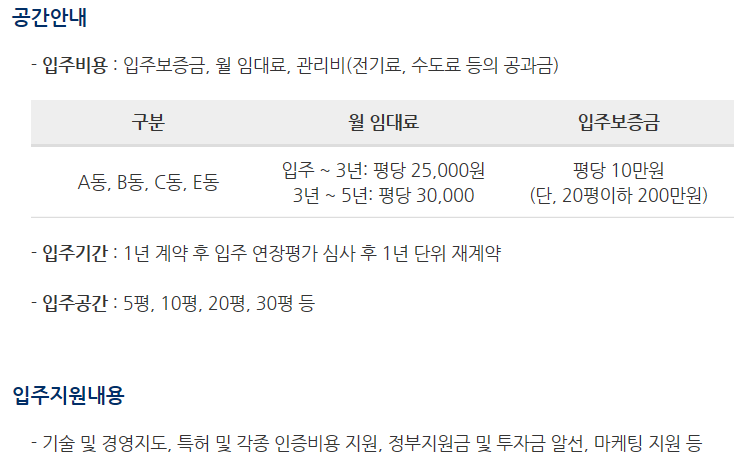 공간안내
- 입주비용 : 입주보증금, 월 임대료, 관리비(전기료, 수도료 등의 공과금)
구분 월 임대료 입주보증금
A동, B동, C동, E동
입주 ~ 3년: 평당 25,000원
3년 ~ 5년: 평당 30,000
평당 10만원
(단, 20평이하 200만원)
- 입주기간 : 1년 계약 후 입주 연장평가 심사 후 1년 단위 재계약
- 입주공간 : 5평, 10평, 20평, 30평 등
입주지원내용
- 기술 및 경영지도, 특허 및 각종 인증비용 지원, 정부지원금 및 투자금 알선, 마케팅 지원 등